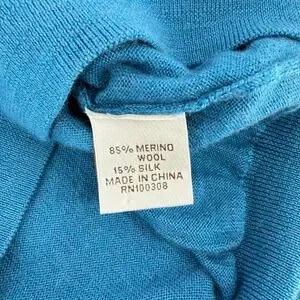 85% MERINO
WOOL
15% SILK
MADE IN CHINA
RN100308